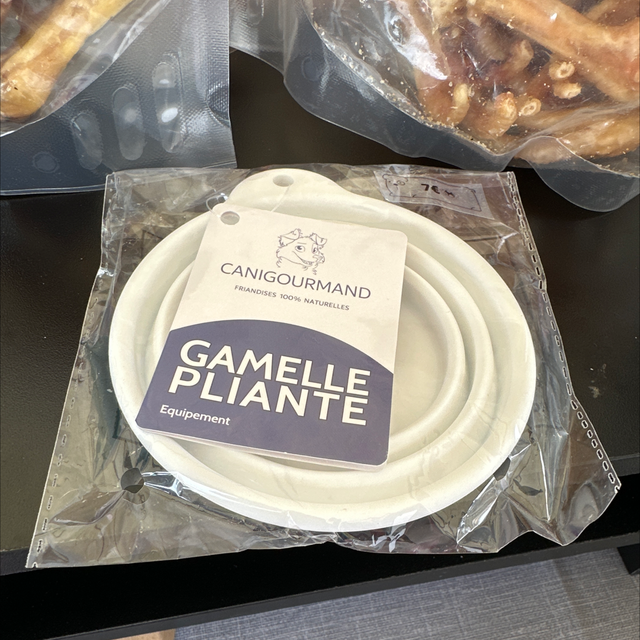 CANIGOURMAND
FRIANDISES 100% NATURELLES
GAMELLE
PLIANTE
Equipement